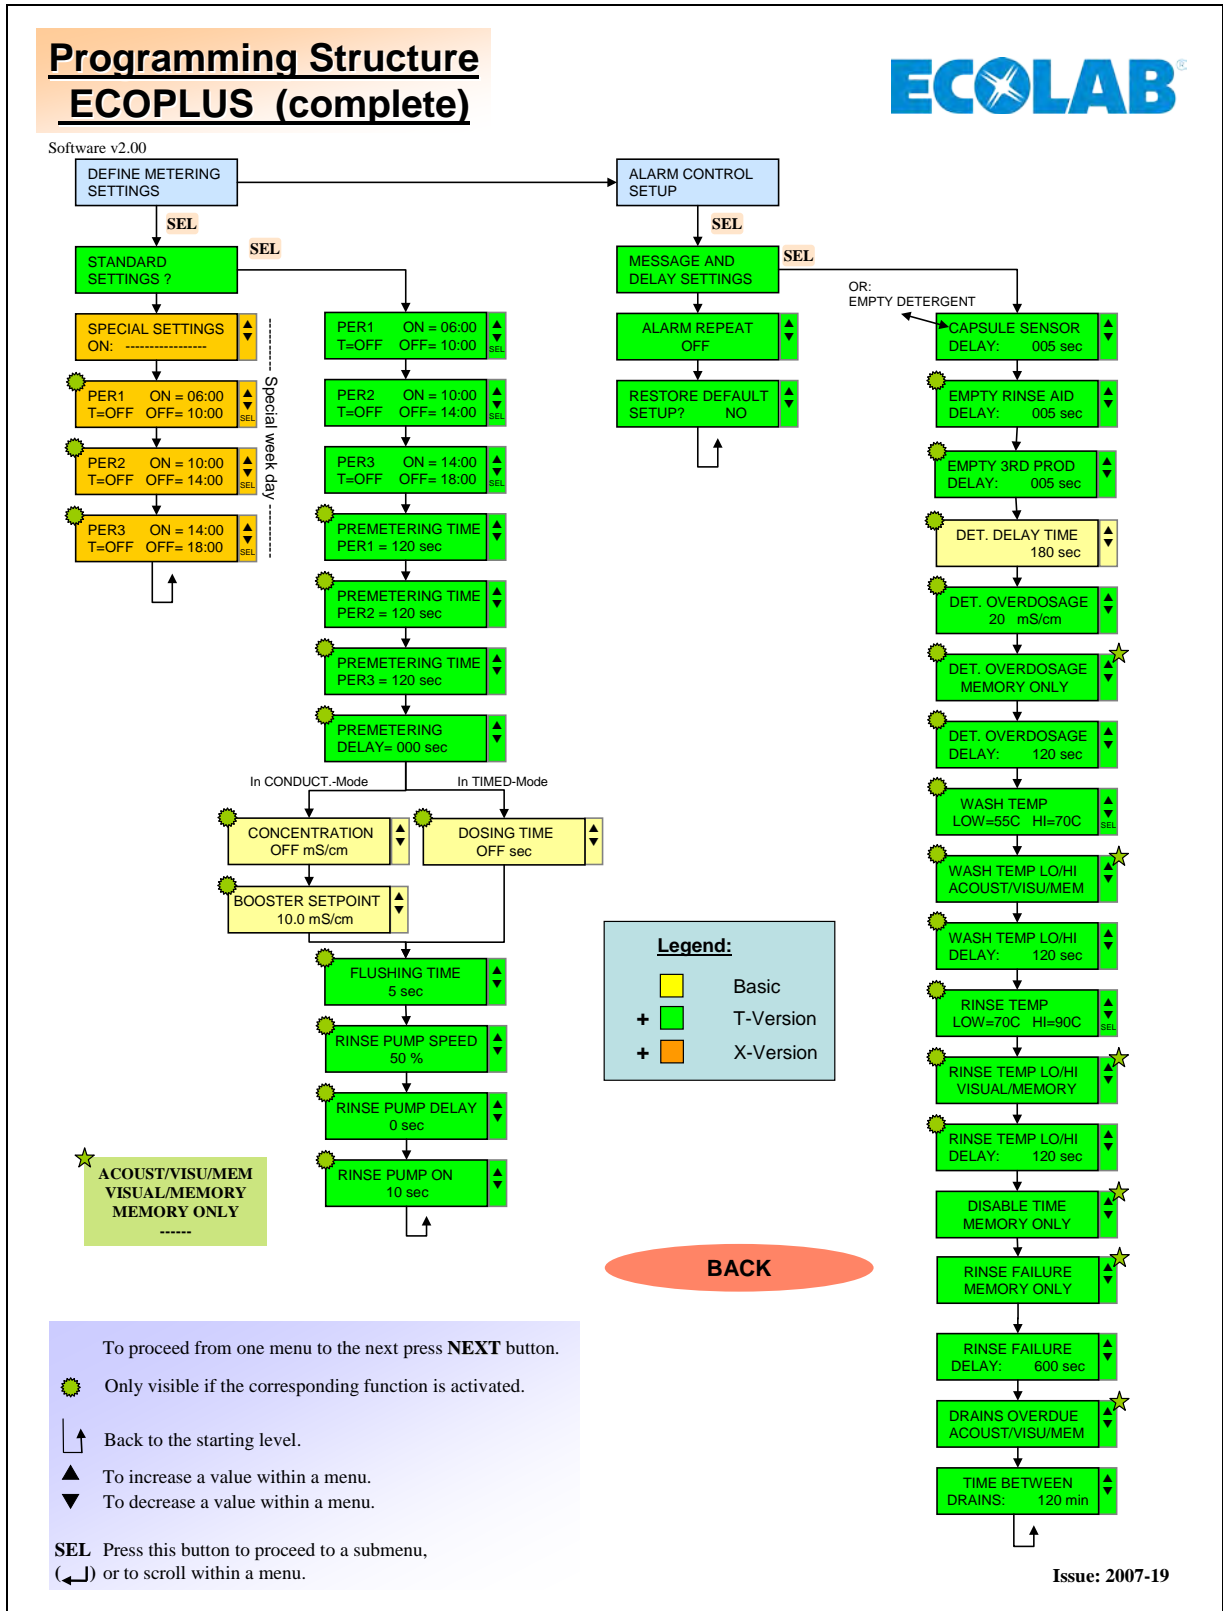 Programming Structure
ECOPLUS (complete)
ECOLAB®
Software v2.00
DEFINE METERING
SETTINGS
SEL
STANDARD
SETTINGS ?
SEL
SPECIAL SETTINGS
ON: -----------------
PER1 ON = 06:00
T=OFF OFF= 10:00
SEL
PER2 ON = 10:00
T=OFF OFF= 14:00
SEL
PER3 ON = 14:00
T=OFF OFF= 18:00
SEL
-------- Special week day --------
PER1 ON = 06:00
T=OFF OFF= 10:00
SEL
PER2 ON = 10:00
T=OFF OFF= 14:00
SEL
PER3 ON = 14:00
T=OFF OFF= 18:00
SEL
PREMETERING TIME
PER1 = 120 sec
PREMETERING TIME
PER2 = 120 sec
PREMETERING TIME
PER3 = 120 sec
PREMETERING
DELAY= 000 sec
In CONDUCT.-Mode
In TIMED-Mode
CONCENTRATION
OFF mS/cm
DOSING TIME
OFF sec
BOOSTER SETPOINT
10.0 mS/cm
FLUSHING TIME
5 sec
RINSE PUMP SPEED
50 %
RINSE PUMP DELAY
0 sec
RINSE PUMP ON
10 sec
ALARM CONTROL
SETUP
SEL
MESSAGE AND
DELAY SETTINGS
SEL
ALARM REPEAT
OFF
RESTORE DEFAULT
SETUP? NO
OR:
EMPTY DETERGENT
CAPSULE SENSOR
DELAY: 005 sec
EMPTY RINSE AID
DELAY: 005 sec
EMPTY 3RD PROD
DELAY: 005 sec
DET. DELAY TIME
180 sec
DET. OVERDOSAGE
20 mS/cm
DET. OVERDOSAGE
MEMORY ONLY
DET. OVERDOSAGE
DELAY: 120 sec
WASH TEMP
LOW=55C HI=70C
SEL
WASH TEMP LO/HI
ACOUST/VISU/MEM
WASH TEMP LO/HI
DELAY: 120 sec
RINSE TEMP
LOW=70C HI=90C
SEL
RINSE TEMP LO/HI
VISUAL/MEMORY
RINSE TEMP LO/HI
DELAY: 120 sec
DISABLE TIME
MEMORY ONLY
RINSE FAILURE
MEMORY ONLY
RINSE FAILURE
DELAY: 600 sec
DRAINS OVERDUE
ACOUST/VISU/MEM
TIME BETWEEN
DRAINS: 120 min
Legend:
Basic
+ T-Version
+ X-Version
ACOUST/VISU/MEM
VISUAL/MEMORY
MEMORY ONLY
------
BACK
To proceed from one menu to the next press NEXT button.
Only visible if the corresponding function is activated.
Back to the starting level.
To increase a value within a menu.
To decrease a value within a menu.
SEL Press this button to proceed to a submenu,
(↵) or to scroll within a menu.
Issue: 2007-19